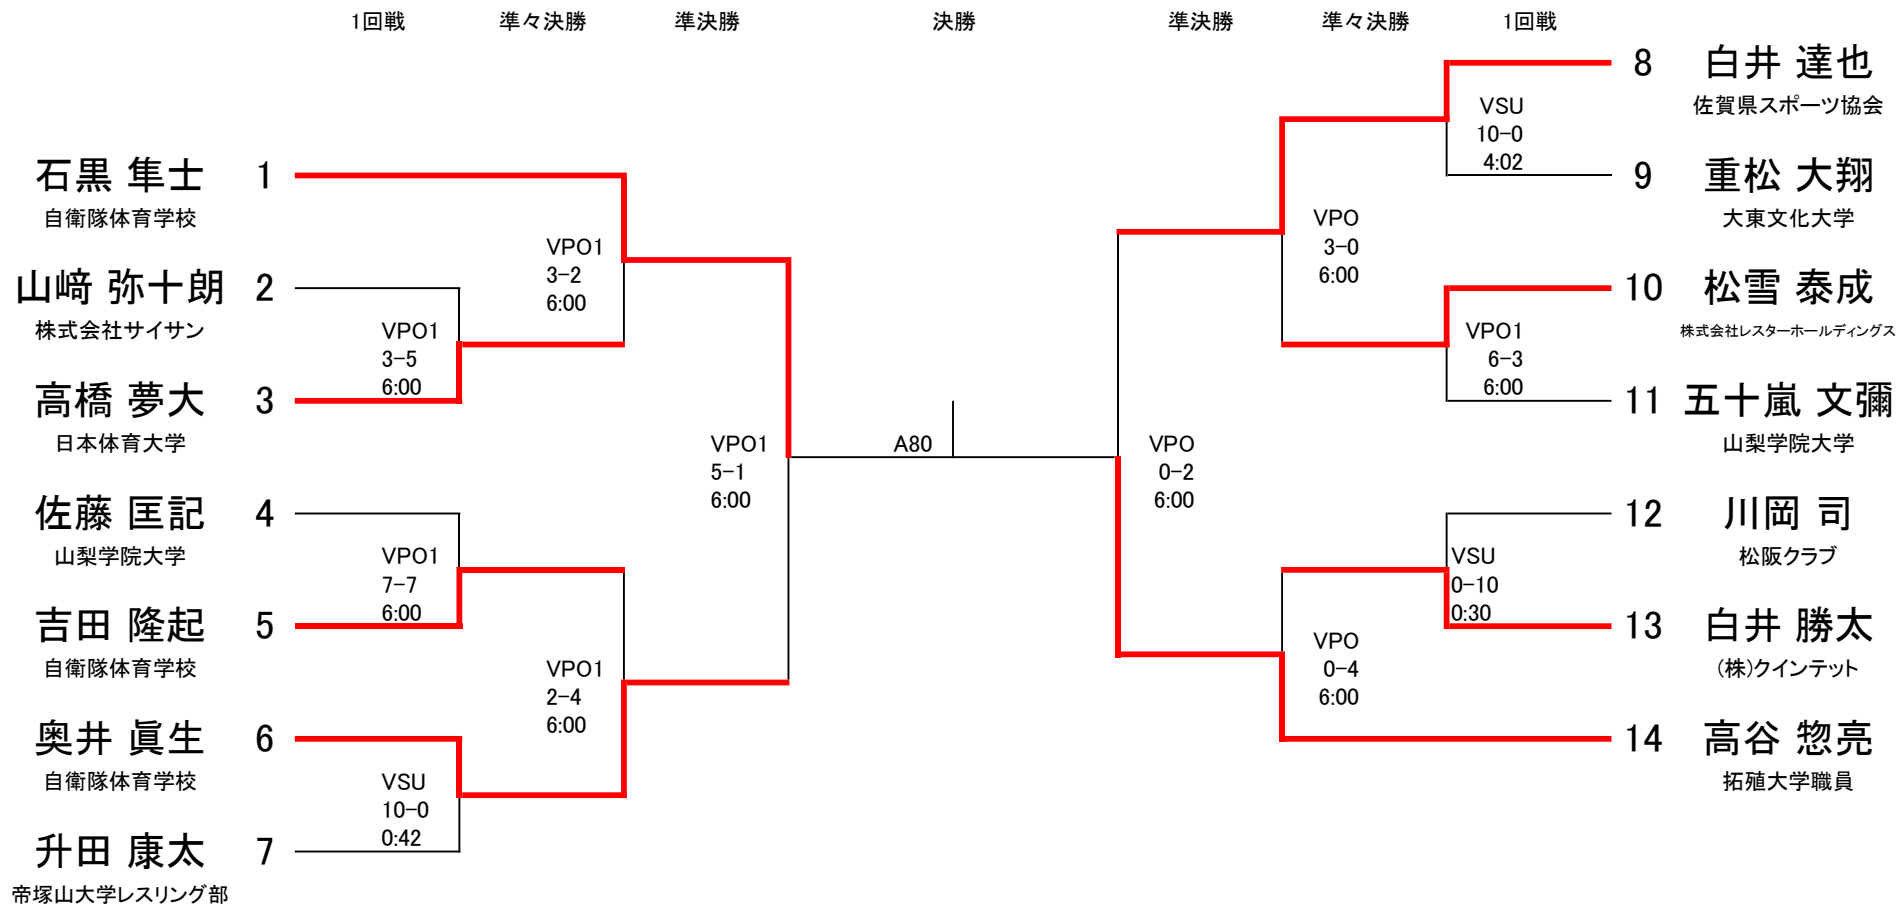 1回戦 準々決勝 準決勝 決勝 準決勝 準々決勝 1回戦
石黒 隼士 1
自衛隊体育学校
山﨑 弥十朗 2
株式会社サイサン
高橋 夢大 3
日本体育大学
佐藤 匡記 4
山梨学院大学
吉田 隆起 5
自衛隊体育学校
奥井 眞生 6
自衛隊体育学校
升田 康太 7
帝塚山大学レスリング部
VPO1
3-5
6:00
VPO1
7-7
6:00
VSU
10-0
0:42
VPO1
3-2
6:00
VPO1
2-4
6:00
VPO1
5-1
6:00
A80
VPO
0-2
6:00
VPO
3-0
6:00
VPO
0-4
6:00
VSU
10-0
4:02
VPO1
6-3
6:00
VSU
0-10
0:30
8 白井 達也
佐賀県スポーツ協会
9 重松 大翔
大東文化大学
10 松雪 泰成
株式会社レスターホールディングス
11 五十嵐 文彌
山梨学院大学
12 川岡 司
松阪クラブ
13 白井 勝太
(株)クインテット
14 高谷 惣亮
拓殖大学職員